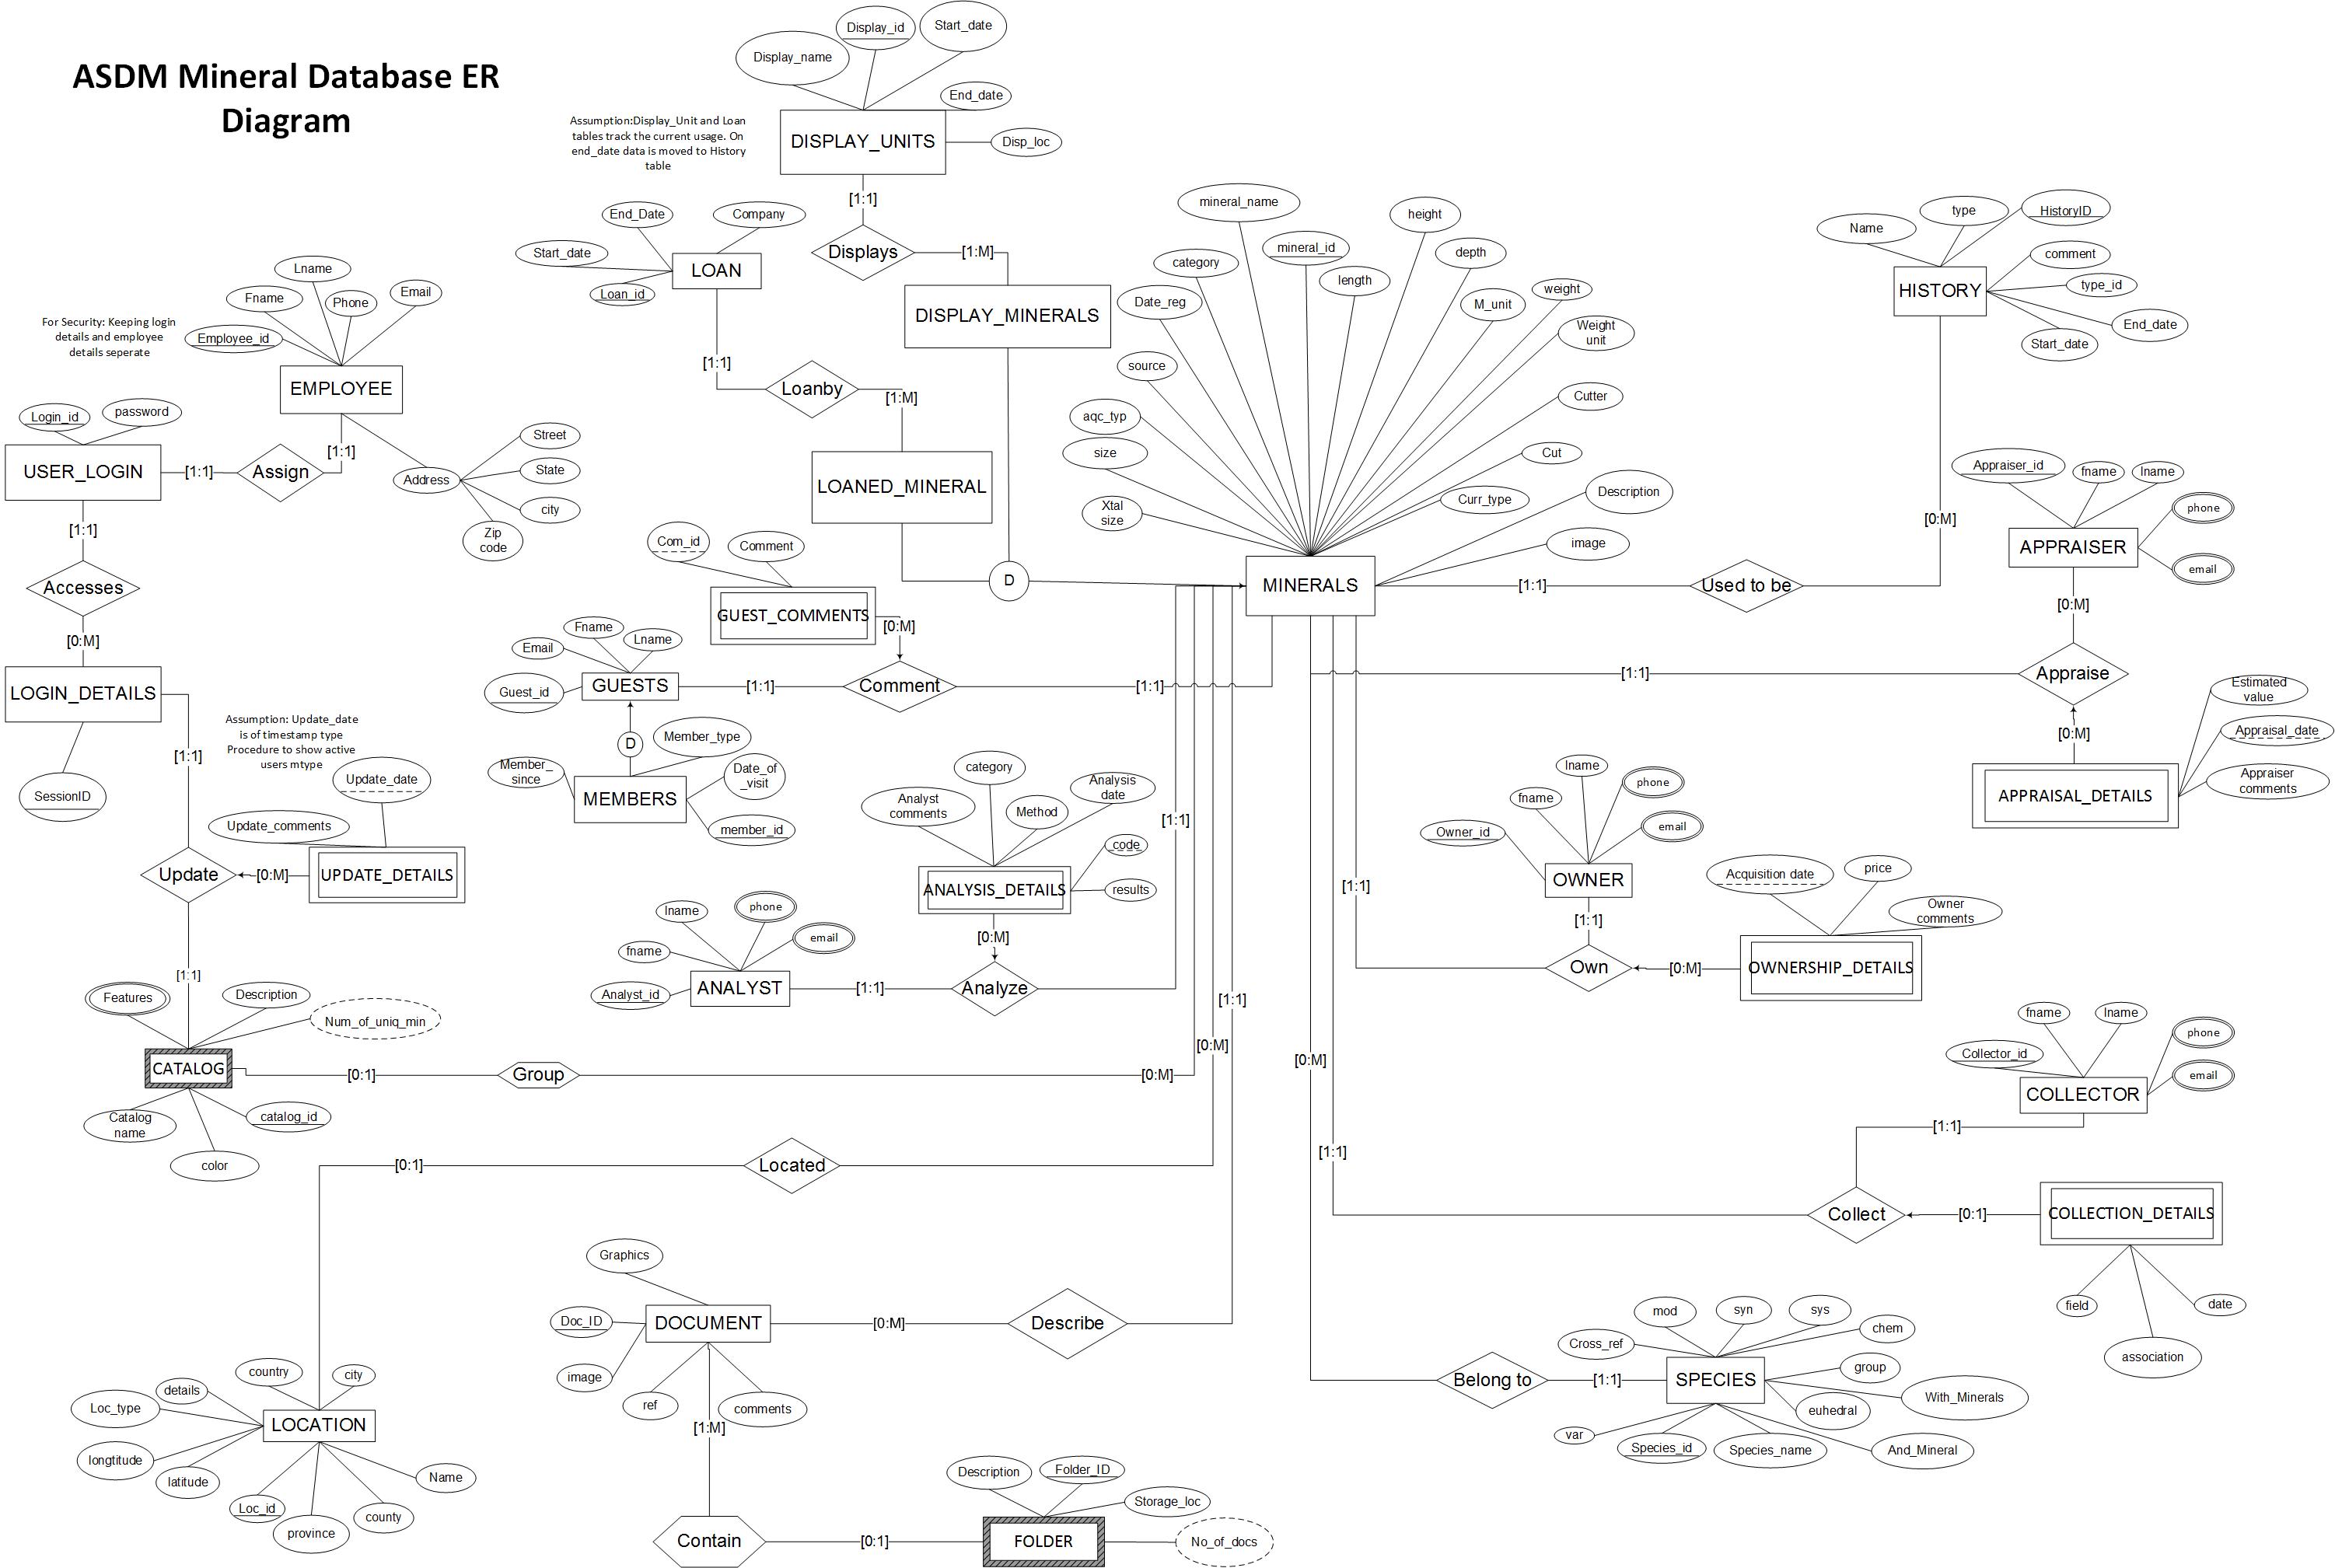 ASDM Mineral Database ER
Diagram
Display_name
Display_id
Start_date
End_date
Assumption:Display_Unit and Loan
tables track the current usage. On
end_date data is moved to History
table
DISPLAY_UNITS
Disp_loc
[1:1]
Displays
[1:M]
DISPLAY_MINERALS
End_Date
Company
Start_date
LOAN
Loan_id
[1:1]
Loanby
[1:M]
LOANED_MINERAL
D
For Security: Keeping login
details and employee
details seperate
Lname
Fname
Phone
Email
Employee_id
EMPLOYEE
Login_id
password
USER_LOGIN
[1:1]
Assign
[1:1]
Address
Street
State
city
Zip
code
[1:1]
Accesses
[0:M]
LOGIN_DETAILS
SessionID
[1:1]
Assumption: Update_date
is of timestamp type
Procedure to show active
users mtype
Update_date
Update_comments
Update
[0:M]
UPDATE_DETAILS
[1:1]
Features
Description
Num_of_uniq_min
CATALOG
Catalog
name
catalog_id
color
[0:1]
Group
[0:M]
mineral_name
height
category
mineral_id
depth
Date_reg
length
M_unit
weight
Weight
unit
source
Cutter
aqc_typ
size
Cut
Xtal
size
Curr_type
Description
image
MINERALS
[1:1]
Used to be
[0:M]
Name
type
HistoryID
comment
type_id
End_date
Start_date
HISTORY
Com_id
Comment
GUEST_COMMENTS
[0:M]
Fname
Lname
Email
Guest_id
GUESTS
[1:1]
Comment
[1:1]
D
Member_type
Member_
since
Date_of
_visit
MEMBERS
member_id
category
Analysis
date
Analyst
comments
Method
code
ANALYSIS_DETAILS
results
[0:M]
lname
phone
fname
email
Analyst_id
ANALYST
[1:1]
Analyze
[1:1]
Appraiser_id
fname
lname
phone
APPRAISER
email
[0:M]
[1:1]
Appraise
[0:M]
Estimated
value
Appraisal_date
Appraiser
comments
APPRAISAL_DETAILS
lname
phone
fname
email
Owner_id
OWNER
[1:1]
[1:1]
Own
[0:M]
Acquisition date
price
Owner
comments
OWNERSHIP_DETAILS
fname
lname
phone
Collector_id
email
COLLECTOR
[1:1]
[1:1]
Collect
[0:1]
COLLECTION_DETAILS
field
date
association
[0:1]
Located
[0:M]
country
city
details
Loc_type
LOCATION
longtitude
latitude
Name
Loc_id
county
province
Graphics
Doc_ID
DOCUMENT
image
ref
comments
[0:M]
Describe
[1:1]
[1:M]
Contain
[0:1]
Description
Folder_ID
Storage_loc
FOLDER
No_of_docs
[0:M]
Belong to
[1:1]
mod
syn
sys
chem
Cross_ref
SPECIES
group
With_Minerals
euhedral
var
Species_id
Species_name
And_Mineral